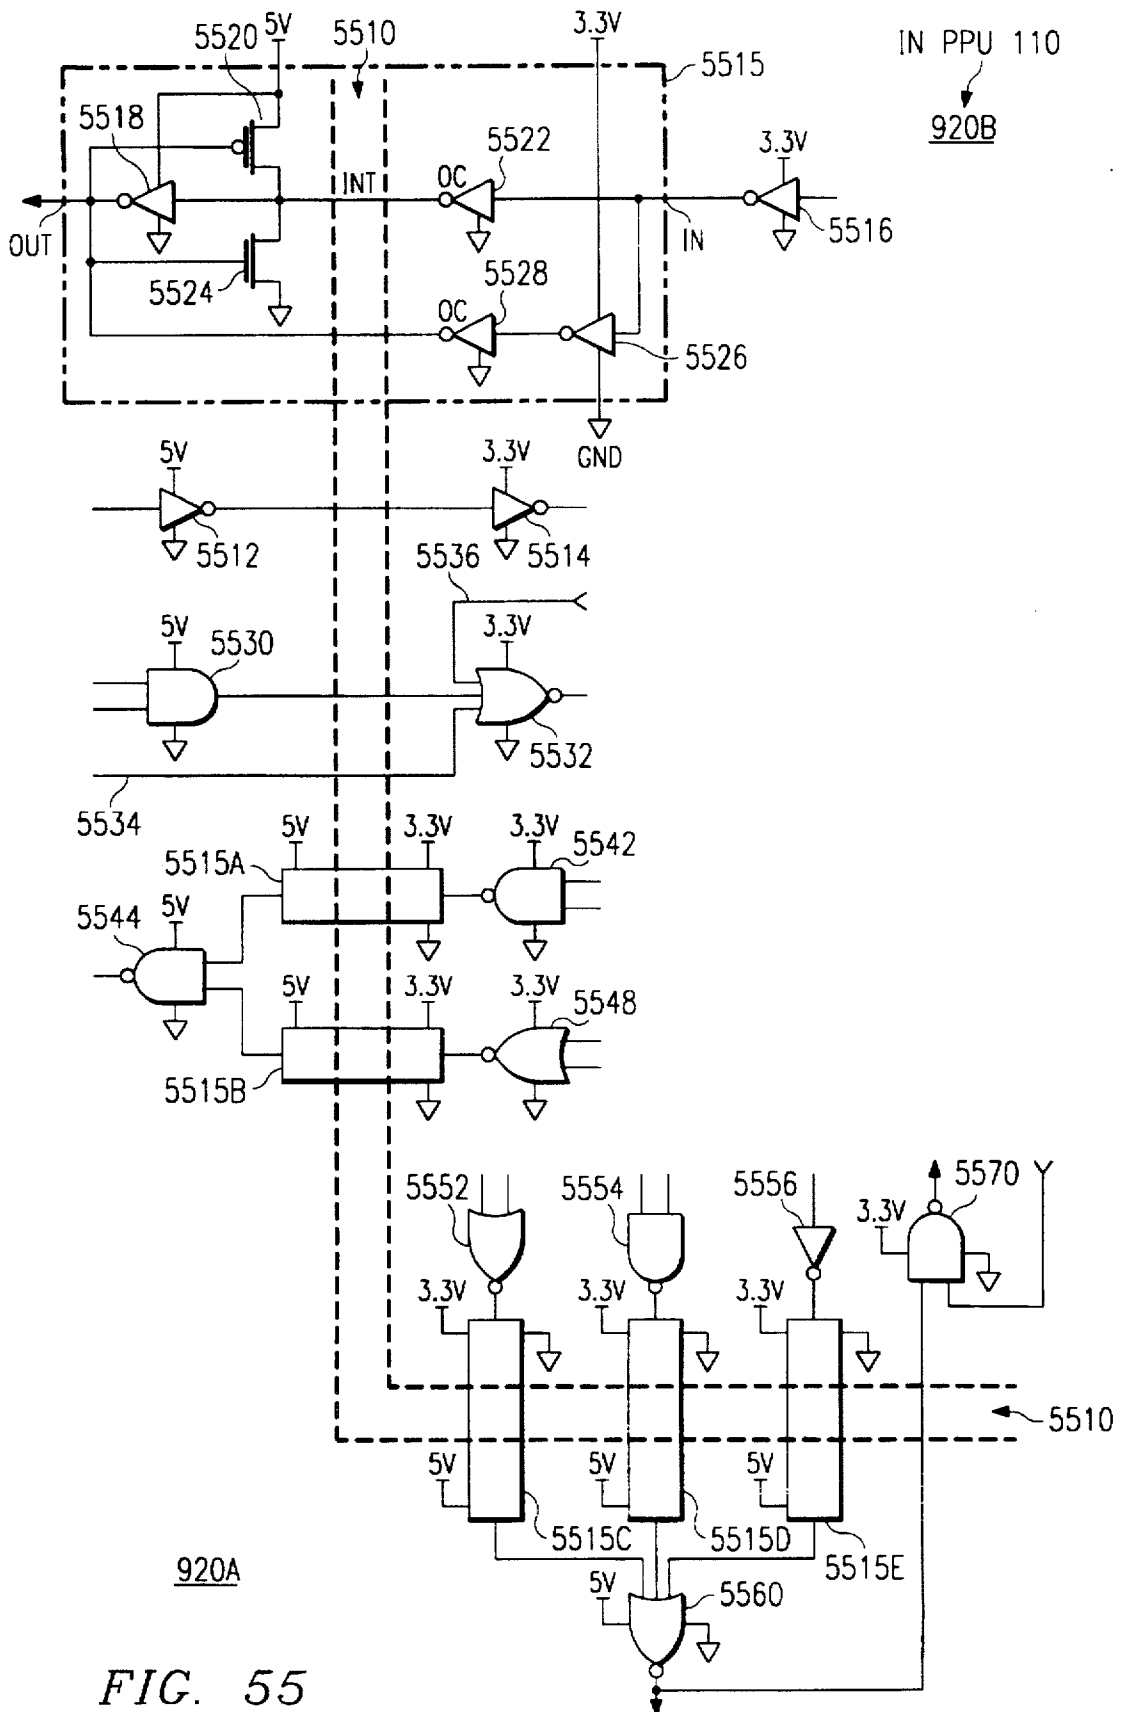 5520 5V 5510 3.3V IN PPU 110
5515
920B
5518 5522 3.3V
INT OC
OUT IN 5516
5524 5528
OC
5526
GND
5V 3.3V
5512 5514
5536
5V 5530 3.3V
5532
5534
5V 3.3V 3.3V 5542
5515A
5544 5V
5V 3.3V 3.3V 5548
5515B
5552 5554 5556 5570
3.3V
3.3V 3.3V 3.3V
5510
5V 5V 5V
5515C 5515D 5515E
920A
5V 5560
FIG. 55